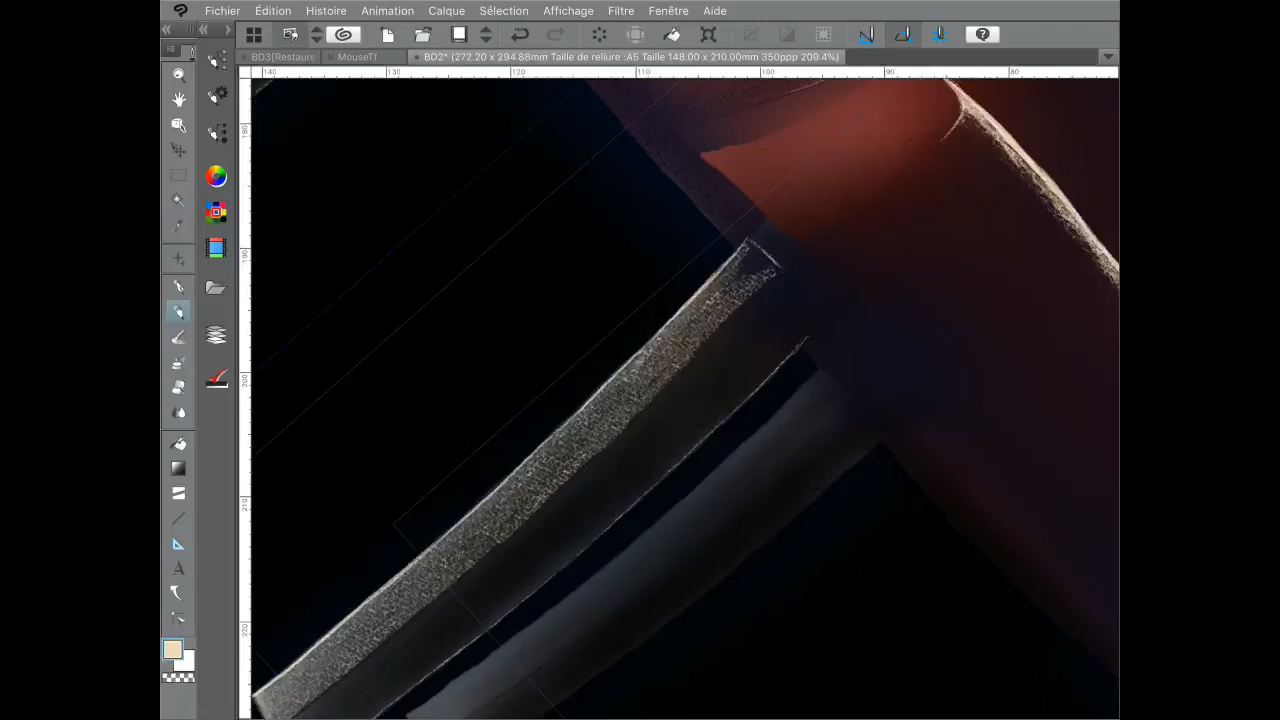 Fichier Édition Histoire Animation Calque Sélection Affichage Filtre Fenêtre Aide
BD3[Restaure MouseTf BD2* (272.20 x 294.88mm Taille de reliure :A5 Taille 148.00 x 210.00mm 350ppp 209.4%)
140 130 120 110 100 90 80
180
190
200
210
220